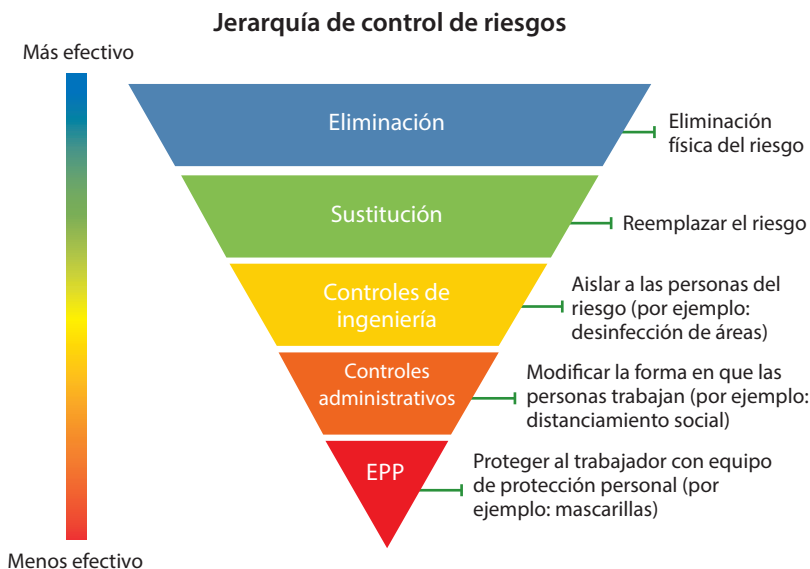 Jerarquía de control de riesgos
Más efectivo
Eliminación
Eliminación
física del riesgo
Sustitución
Reemplazar el riesgo
Controles de
ingeniería
Aislar a las personas del
riesgo (por ejemplo:
desinfección de áreas)
Controles
administrativos
Modificar la forma en que las
personas trabajan (por ejemplo:
distanciamiento social)
EPP
Proteger al trabajador con equipo
de protección personal (por
ejemplo: mascarillas)
Menos efectivo